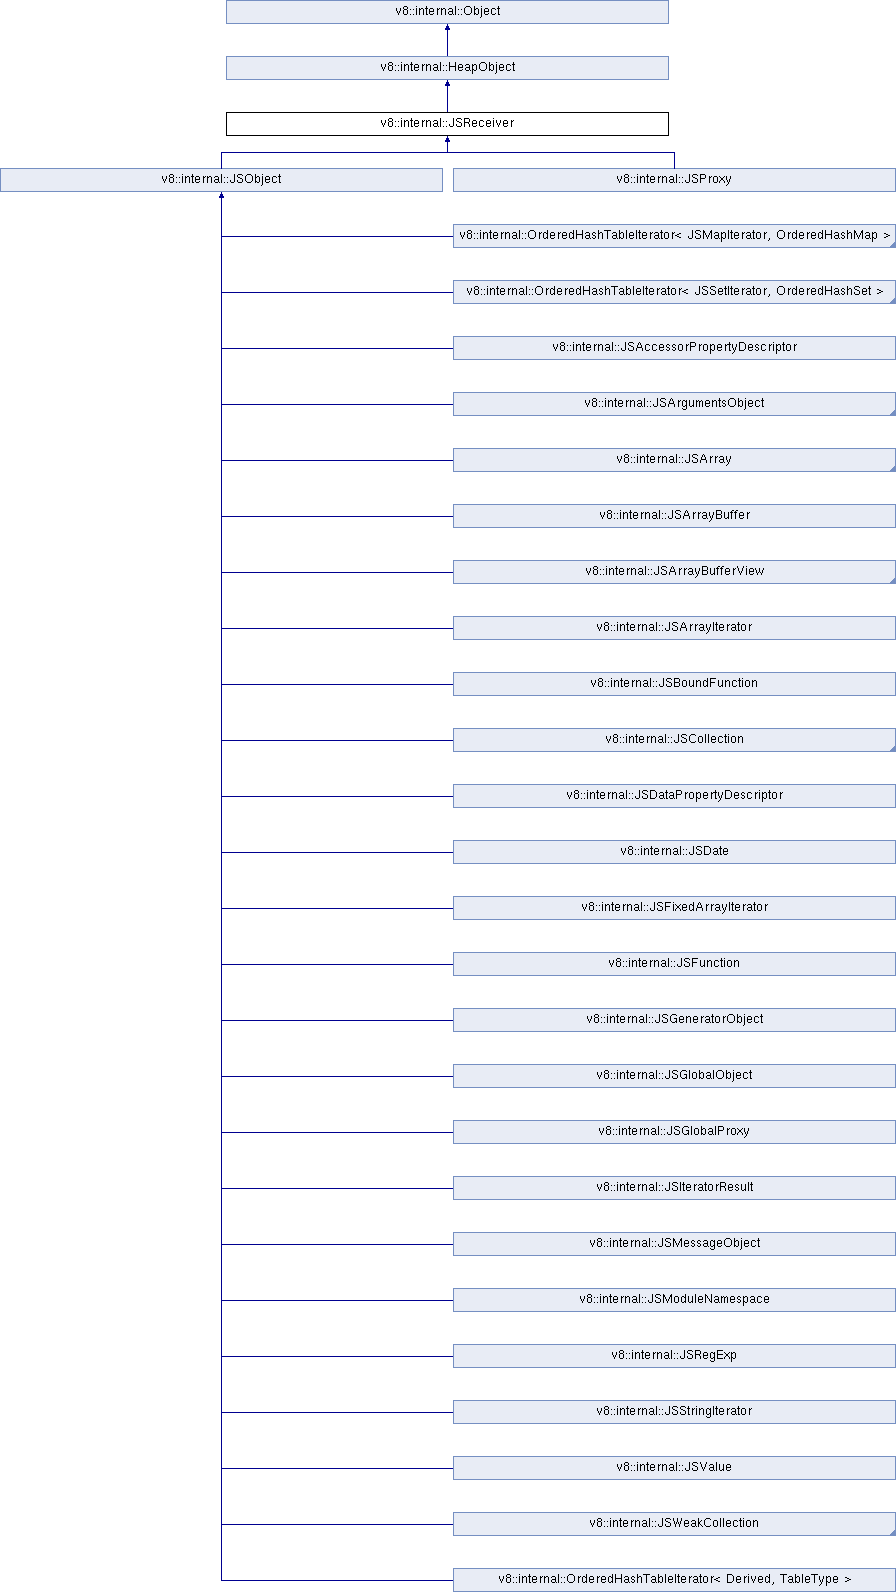 v8::internal::Object
v8::internal::HeapObject
v8::internal::JSReceiver
v8::internal::JSObject
v8::internal::JSProxy
v8::internal::OrderedHashTableIterator< JSMapIterator, OrderedHashMap >
v8::internal::OrderedHashTableIterator< JSSetIterator, OrderedHashSet >
v8::internal::JSAccessorPropertyDescriptor
v8::internal::JSArgumentsObject
v8::internal::JSArray
v8::internal::JSArrayBuffer
v8::internal::JSArrayBufferView
v8::internal::JSArrayIterator
v8::internal::JSBoundFunction
v8::internal::JSCollection
v8::internal::JSDataPropertyDescriptor
v8::internal::JSDate
v8::internal::JSFixedArrayIterator
v8::internal::JSFunction
v8::internal::JSGeneratorObject
v8::internal::JSGlobalObject
v8::internal::JSGlobalProxy
v8::internal::JSIteratorResult
v8::internal::JSMessageObject
v8::internal::JSModuleNamespace
v8::internal::JSRegExp
v8::internal::JSStringIterator
v8::internal::JSValue
v8::internal::JSWeakCollection
v8::internal::OrderedHashTableIterator< Derived, TableType >